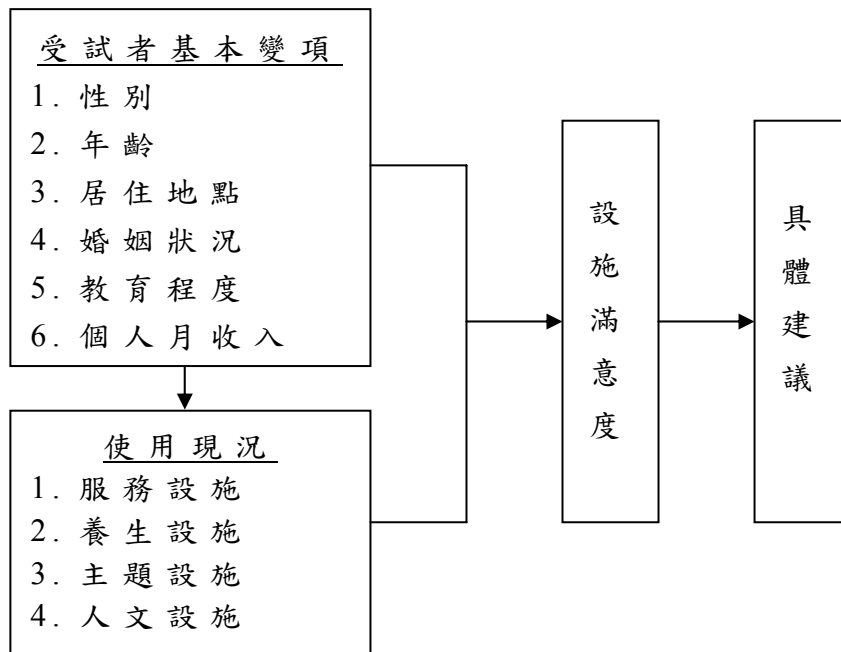 受試者基本變項
1. 性別
2. 年齡
3. 居住地點
4. 婚姻狀況
5. 教育程度
6. 個人月收入
使用現況
1. 服務設施
2. 養生設施
3. 主題設施
4. 人文設施
設施滿意度
具體建議